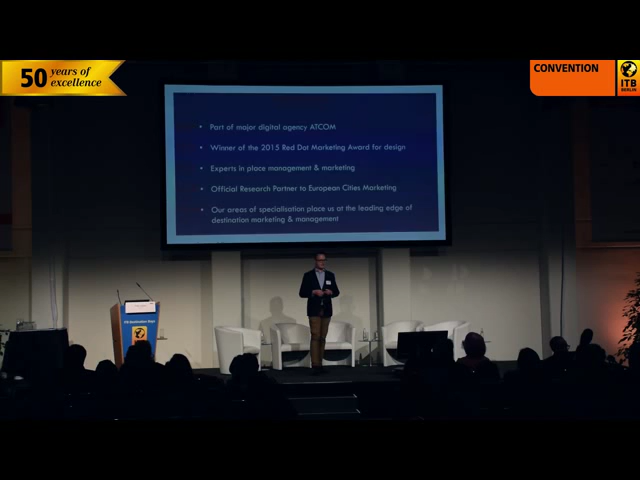 50 years of
excellence
CONVENTION
ITB
BERLIN
• Part of major digital agency ATCOM
• Winner of the 2015 Red Dot Marketing Award for design
• Experts in place management & marketing
• Official Research Partner to European Cities Marketing
• Our areas of specialisation place us at the leading edge of
destination marketing & management